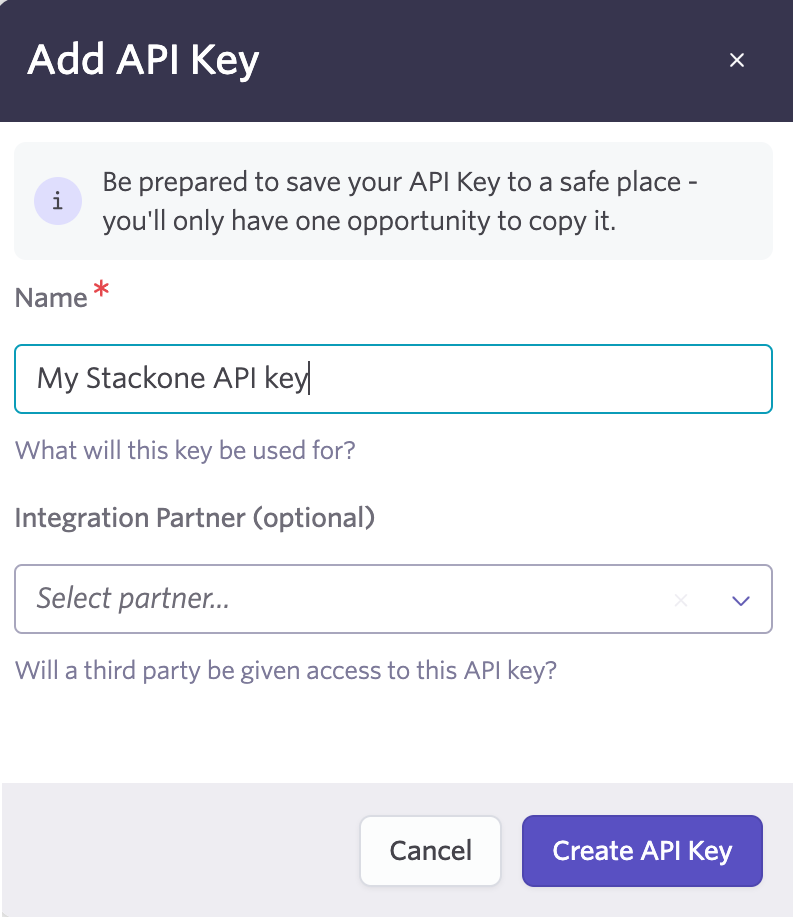 Add API Key
Be prepared to save your API Key to a safe place -
you'll only have one opportunity to copy it.
Name *
My Stackone API key
What will this key be used for?
Integration Partner (optional)
Select partner...
Will a third party be given access to this API key?
Cancel
Create API Key